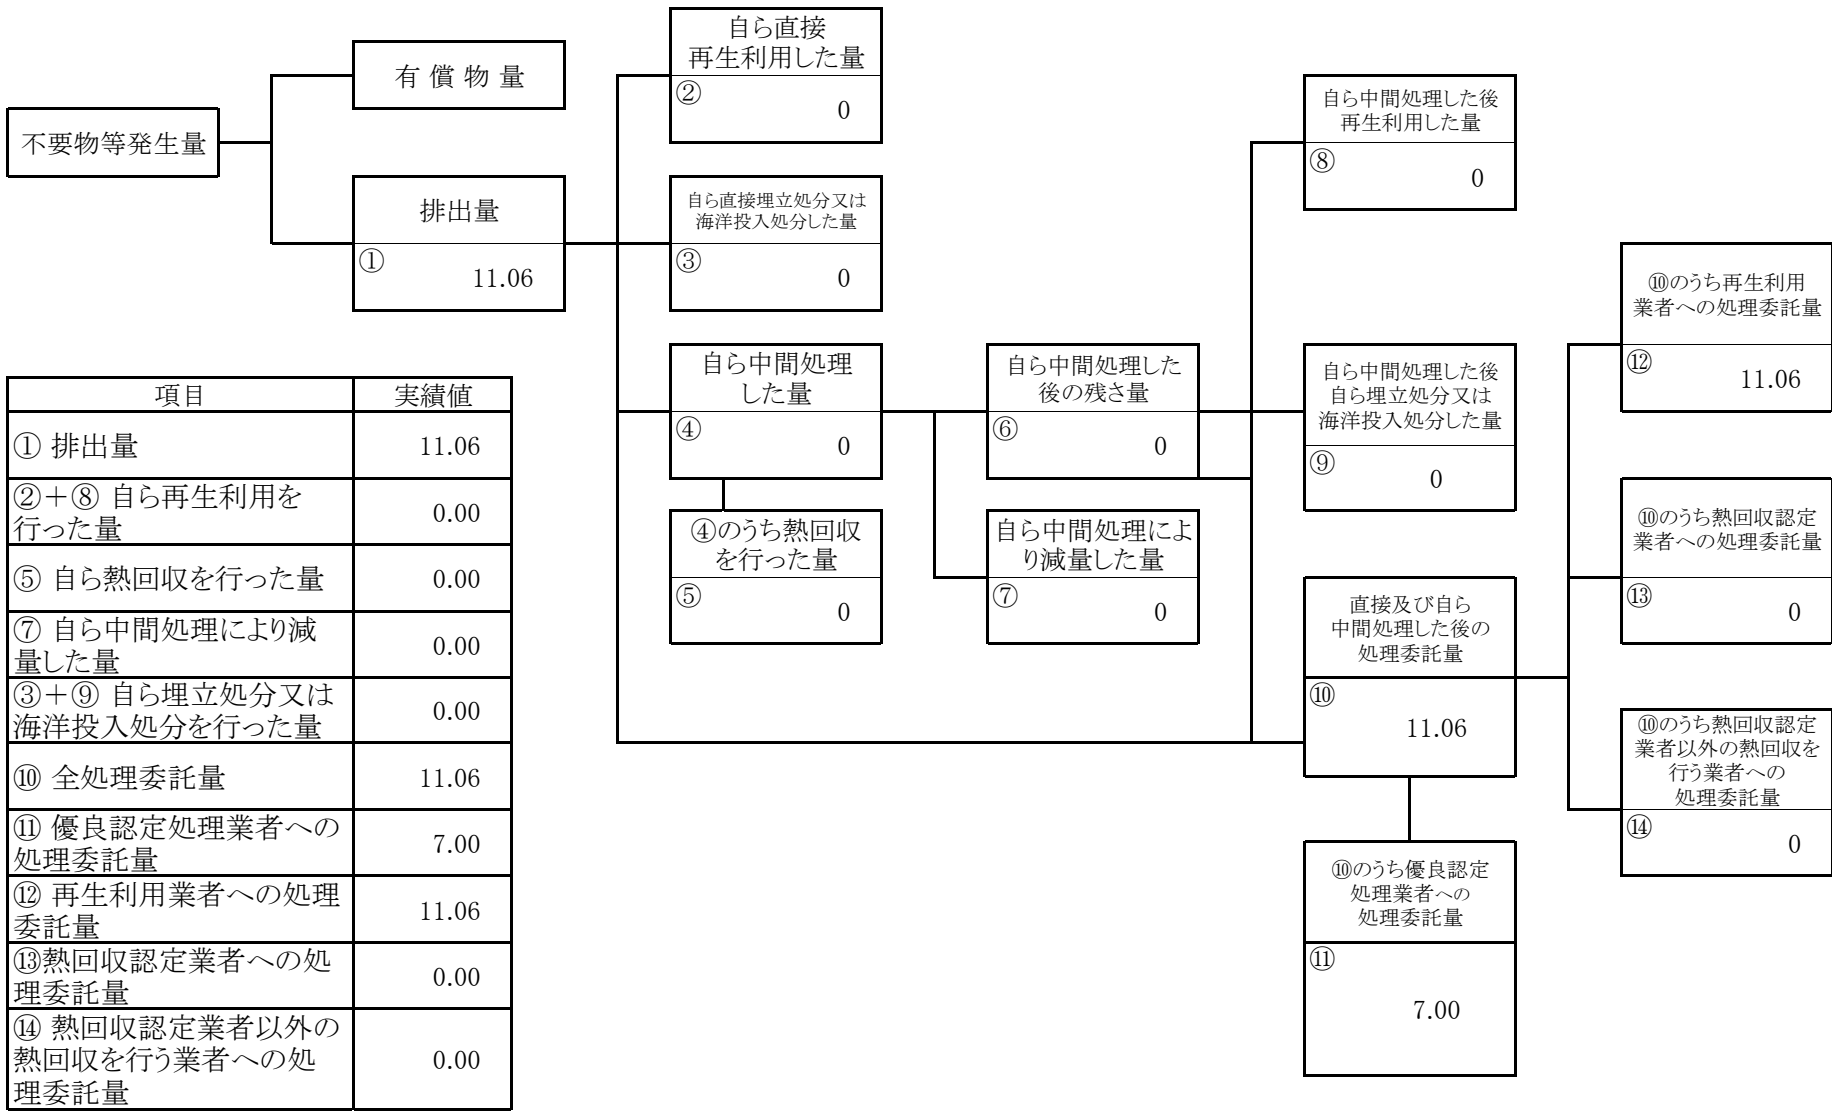 不要物等発生量
有 償 物 量
排出量
①
11.06
自ら直接
再生利用した量
②
0
自ら直接埋立処分又は
海洋投入処分した量
③
0
自ら中間処理
した量
④
0
④のうち熱回収
を行った量
⑤
0
自ら中間処理した
後の残さ量
⑥
0
自ら中間処理によ
り減量した量
⑦
0
自ら中間処理した後
再生利用した量
⑧
0
自ら中間処理した後
自ら埋立処分又は
海洋投入処分した量
⑨
0
直接及び自ら
中間処理した後の
処理委託量
⑩
11.06
⑩のうち優良認定
処理業者への
処理委託量
⑪
7.00
⑩のうち再生利用
業者への処理委託量
⑫
11.06
⑩のうち熱回収認定
業者への処理委託量
⑬
0
⑩のうち熱回収認定
業者以外の熱回収を
行う業者への
処理委託量
⑭
0
項目 実績値
① 排出量 11.06
②＋⑧ 自ら再生利用を
行った量 0.00
⑤ 自ら熱回収を行った量 0.00
⑦ 自ら中間処理により減
量した量 0.00
③＋⑨ 自ら埋立処分又は
海洋投入処分を行った量 0.00
⑩ 全処理委託量 11.06
⑪ 優良認定処理業者への
処理委託量 7.00
⑫ 再生利用業者への処理
委託量 11.06
⑬熱回収認定業者への処
理委託量 0.00
⑭ 熱回収認定業者以外の
熱回収を行う業者への処
理委託量 0.00